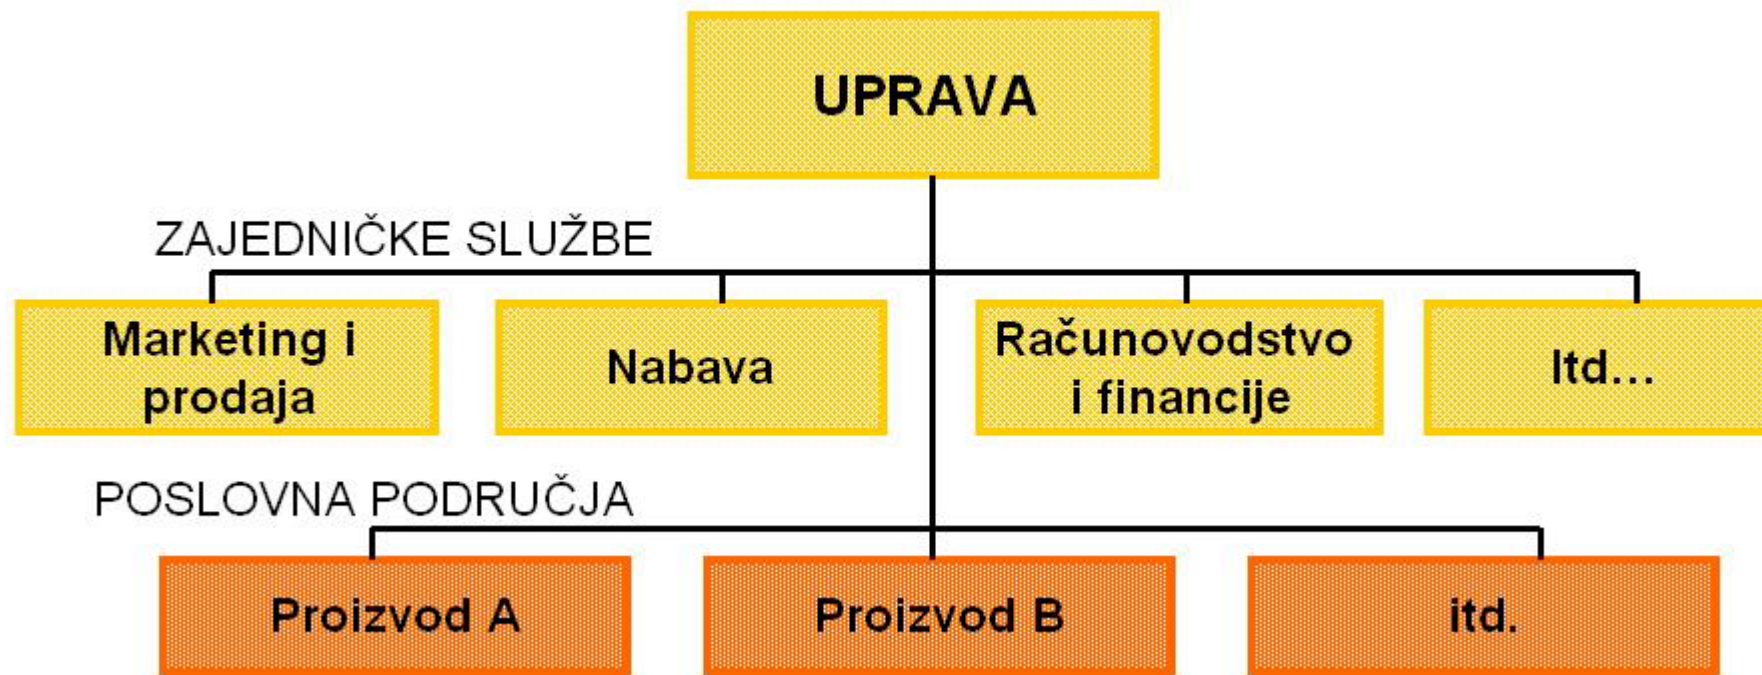 UPRAVA
ZAJEDNIČKE SLUŽBE
Marketing i
prodaja
Nabava
Računovodstvo
i financije
Itd...
POSLOVNA PODRUČJA
Proizvod A
Proizvod B
itd.